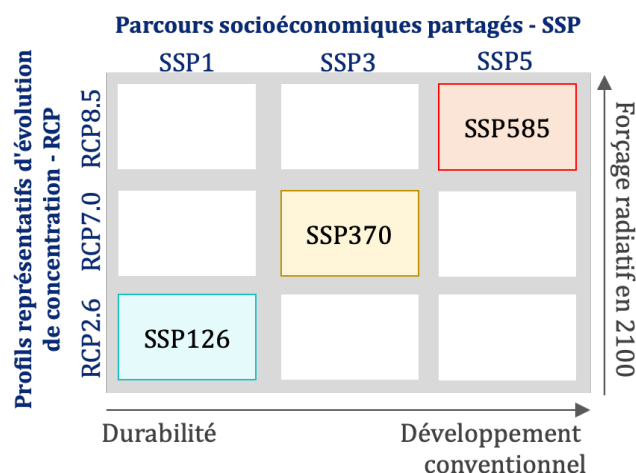 Parcours socioéconomiques partagés - SSP
SSP1 SSP3 SSP5
Profils représentatifs d'évolution
de concentration - RCP
RCP8.5
SSP585
RCP7.0
SSP370
RCP2.6
SSP126
Forçage radiatif en 2100
Durabilité
Développement
conventionnel